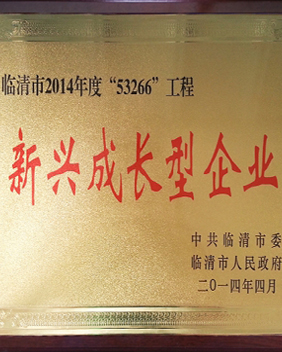 临清市2014年度“53266”工程
新兴成长型企业
中共临清市委
临清市人民政府
二〇一四年四月